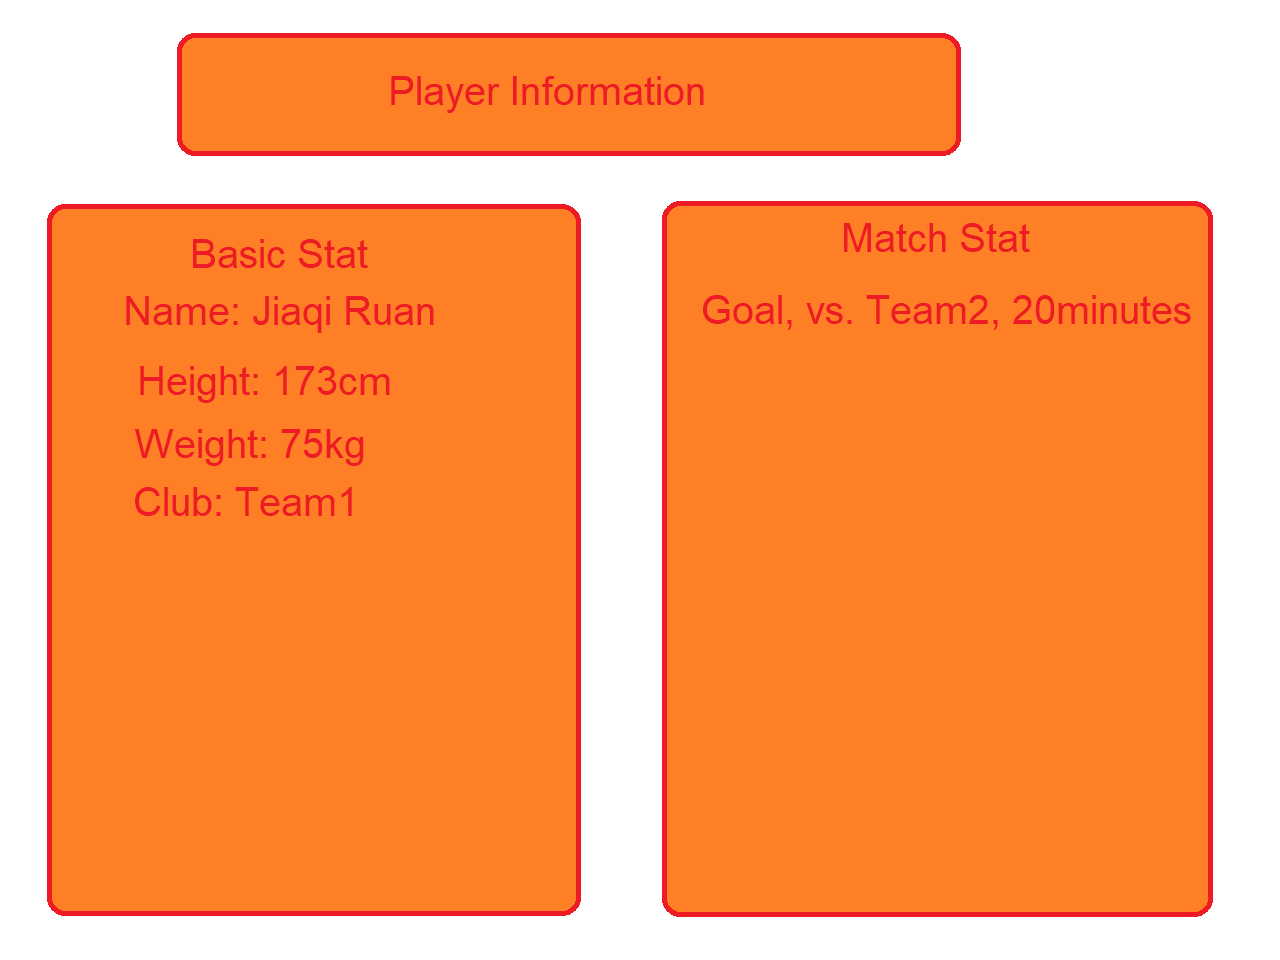 Player Information
Basic Stat
Name: Jiaqi Ruan
Height: 173cm
Weight: 75kg
Club: Team1
Match Stat
Goal, vs. Team2, 20minutes